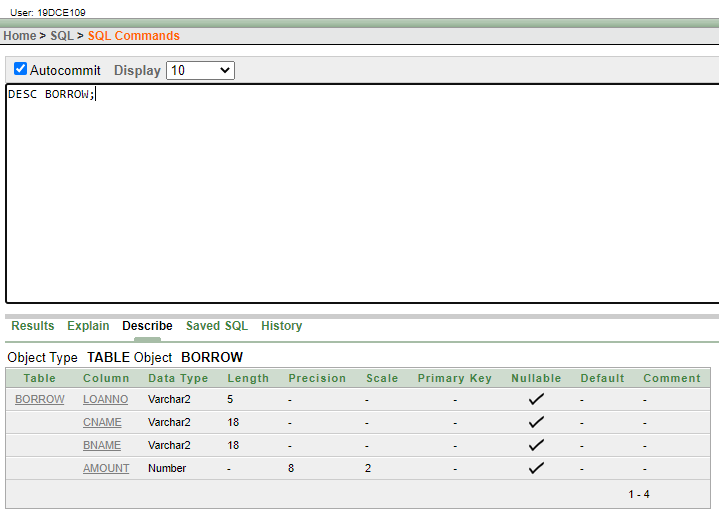 User: 19DCE109
Home > SQL > SQL Commands
Autocommit Display 10
DESC BORROW;
Results Explain Describe Saved SQL History
Object Type TABLE Object BORROW
Table Column Data Type Length Precision Scale Primary Key Nullable Default Comment
BORROW LOANNO Varchar2 5 - - - ✓ - -
CNAME Varchar2 18 - - - ✓ - -
BNAME Varchar2 18 - - - ✓ - -
AMOUNT Number - 8 2 - ✓ - -
1 - 4